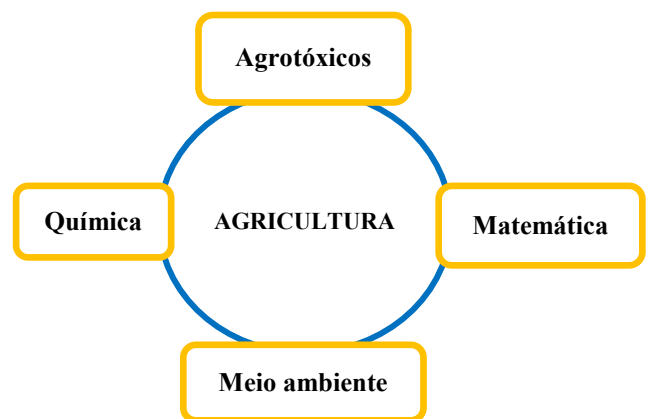 Agrotóxicos
Química
AGRICULTURA
Matemática
Meio ambiente